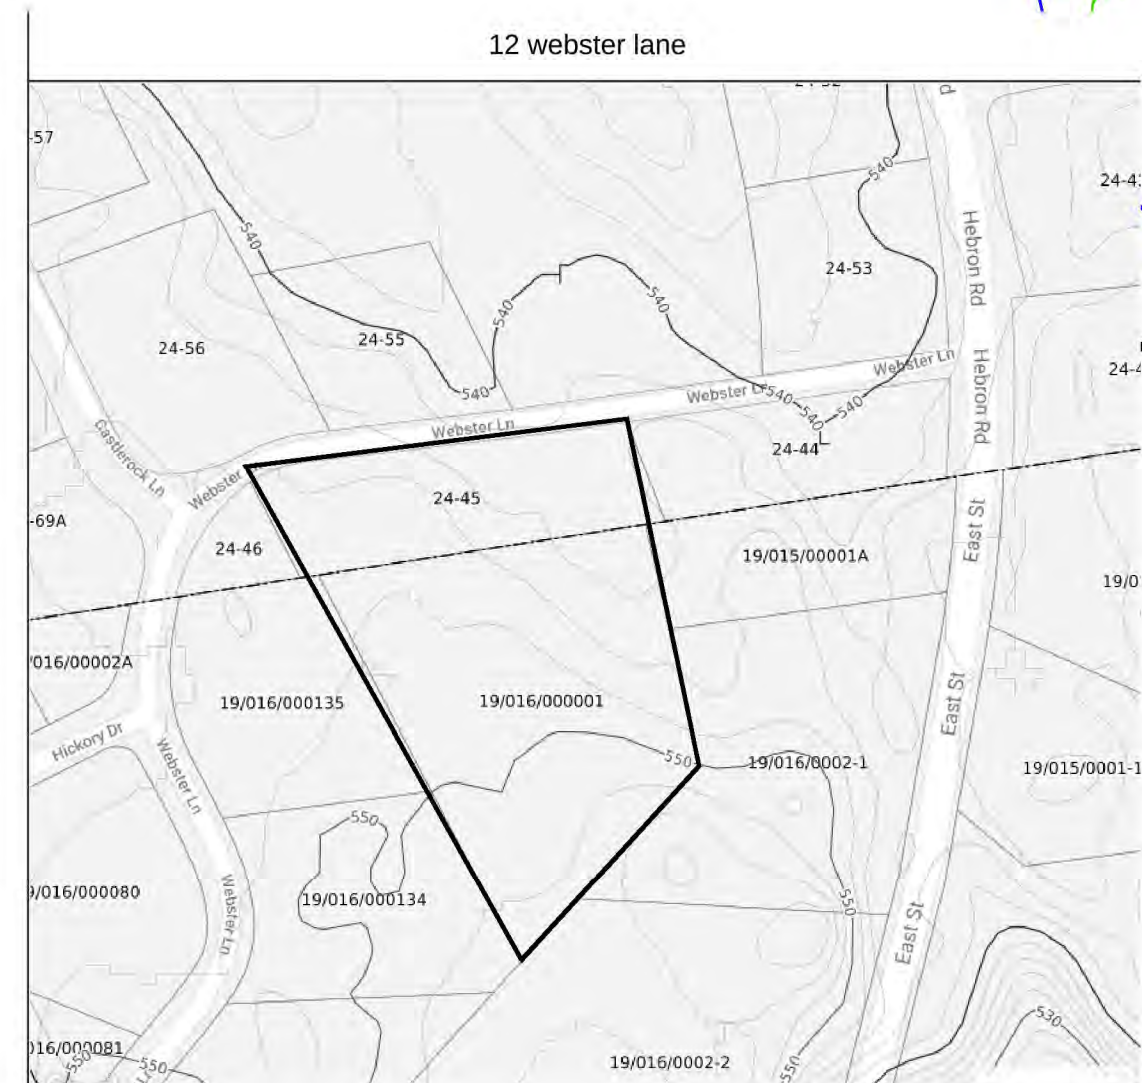 12 webster lane
-57
540
24-53
Hebron Rd
540
24-55
540
540
24-56
540
Webster Ln
Webster L
540
540
540
Webster Ln
Hebron Rd
24-44
Castlerock Ln
Webster
24-45
-69A
24-46
East St
19/015/00001A
19/0
/016/00002A
19/016/000135
19/016/000001
East St
Hickory Dr
Webster Ln
550
19/016/0002-1
19/015/0001-1
550
/016/000080
19/016/000134
550
Webster Ln
East St
530
016/000081
550
550
19/016/0002-2
550